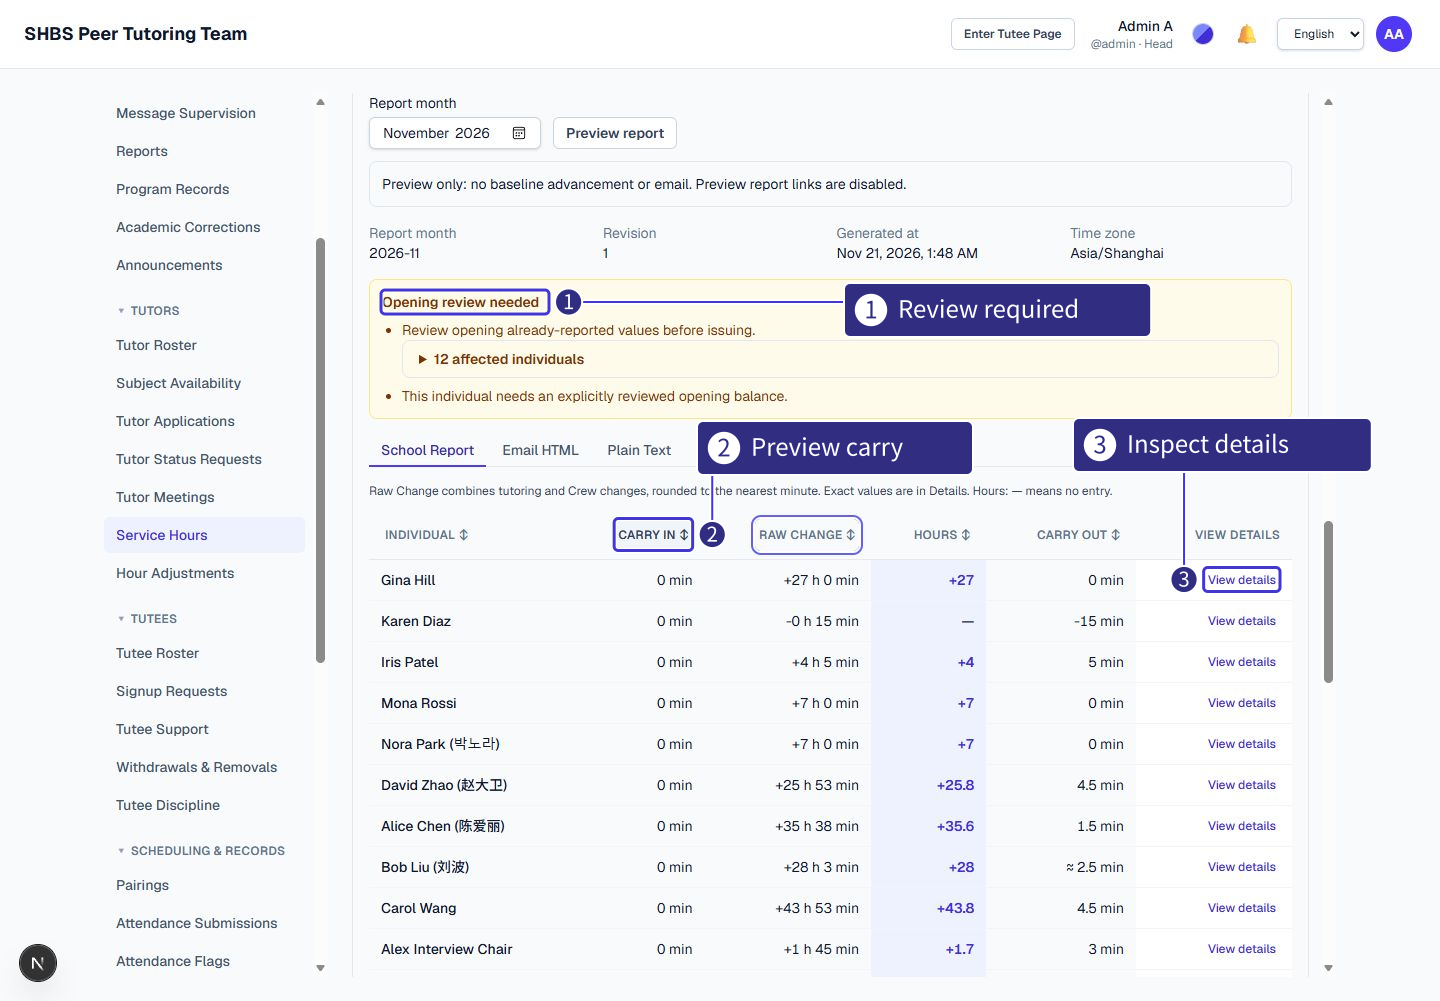 SHBS Peer Tutoring Team
Enter Tutee Page
Admin A
@admin · Head
English
AA
Message Supervision
Reports
Program Records
Academic Corrections
Announcements
TUTORS
Tutor Roster
Subject Availability
Tutor Applications
Tutor Status Requests
Tutor Meetings
Service Hours
Hour Adjustments
TUTEES
Tutee Roster
Signup Requests
Tutee Support
Withdrawals & Removals
Tutee Discipline
SCHEDULING & RECORDS
Pairings
Attendance Submissions
Attendance Flags
N
Report month
November 2026
Preview report
Preview only: no baseline advancement or email. Preview report links are disabled.
Report month Revision Generated at Time zone
2026-11 1 Nov 21, 2026, 1:48 AM Asia/Shanghai
Opening review needed 1 1 Review required
• Review opening already-reported values before issuing.
12 affected individuals
• This individual needs an explicitly reviewed opening balance.
School Report Email HTML Plain Text 2 Preview carry 3 Inspect details
Raw Change combines tutoring and Crew changes, rounded to the nearest minute. Exact values are in Details. Hours: — means no entry.
INDIVIDUAL CARRY IN 2 RAW CHANGE HOURS CARRY OUT VIEW DETAILS
Gina Hill 0 min +27 h 0 min +27 0 min 3 View details
Karen Diaz 0 min -0 h 15 min — -15 min View details
Iris Patel 0 min +4 h 5 min +4 5 min View details
Mona Rossi 0 min +7 h 0 min +7 0 min View details
Nora Park (박노라) 0 min +7 h 0 min +7 0 min View details
David Zhao (赵大卫) 0 min +25 h 53 min +25.8 4.5 min View details
Alice Chen (陈爱丽) 0 min +35 h 38 min +35.6 1.5 min View details
Bob Liu (刘波) 0 min +28 h 3 min +28 ≈ 2.5 min View details
Carol Wang 0 min +43 h 53 min +43.8 4.5 min View details
Alex Interview Chair 0 min +1 h 45 min +1.7 3 min View details